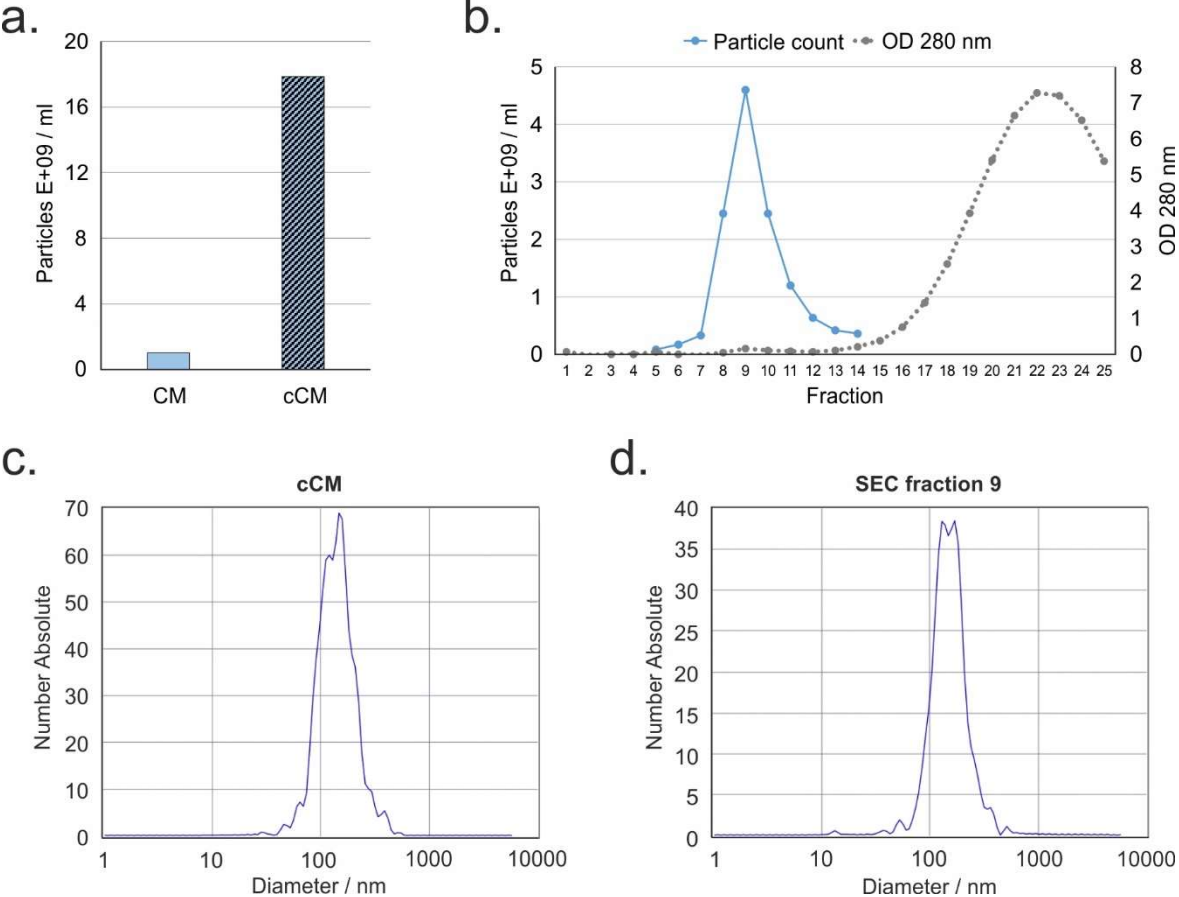 a.
20
16
12
8
4
0
Particles E+09 / ml
CM cCM
b.
Particle count OD 280 nm
5
4
3
2
1
0
Particles E+09 / ml
8
7
6
5
4
3
2
1
0
OD 280 nm
1 2 3 4 5 6 7 8 9 10 11 12 13 14 15 16 17 18 19 20 21 22 23 24 25
Fraction
c.
cCM
70
60
50
40
30
20
10
0
Number Absolute
1 10 100 1000 10000
Diameter / nm
d.
SEC fraction 9
40
35
30
25
20
15
10
5
0
Number Absolute
1 10 100 1000 10000
Diameter / nm